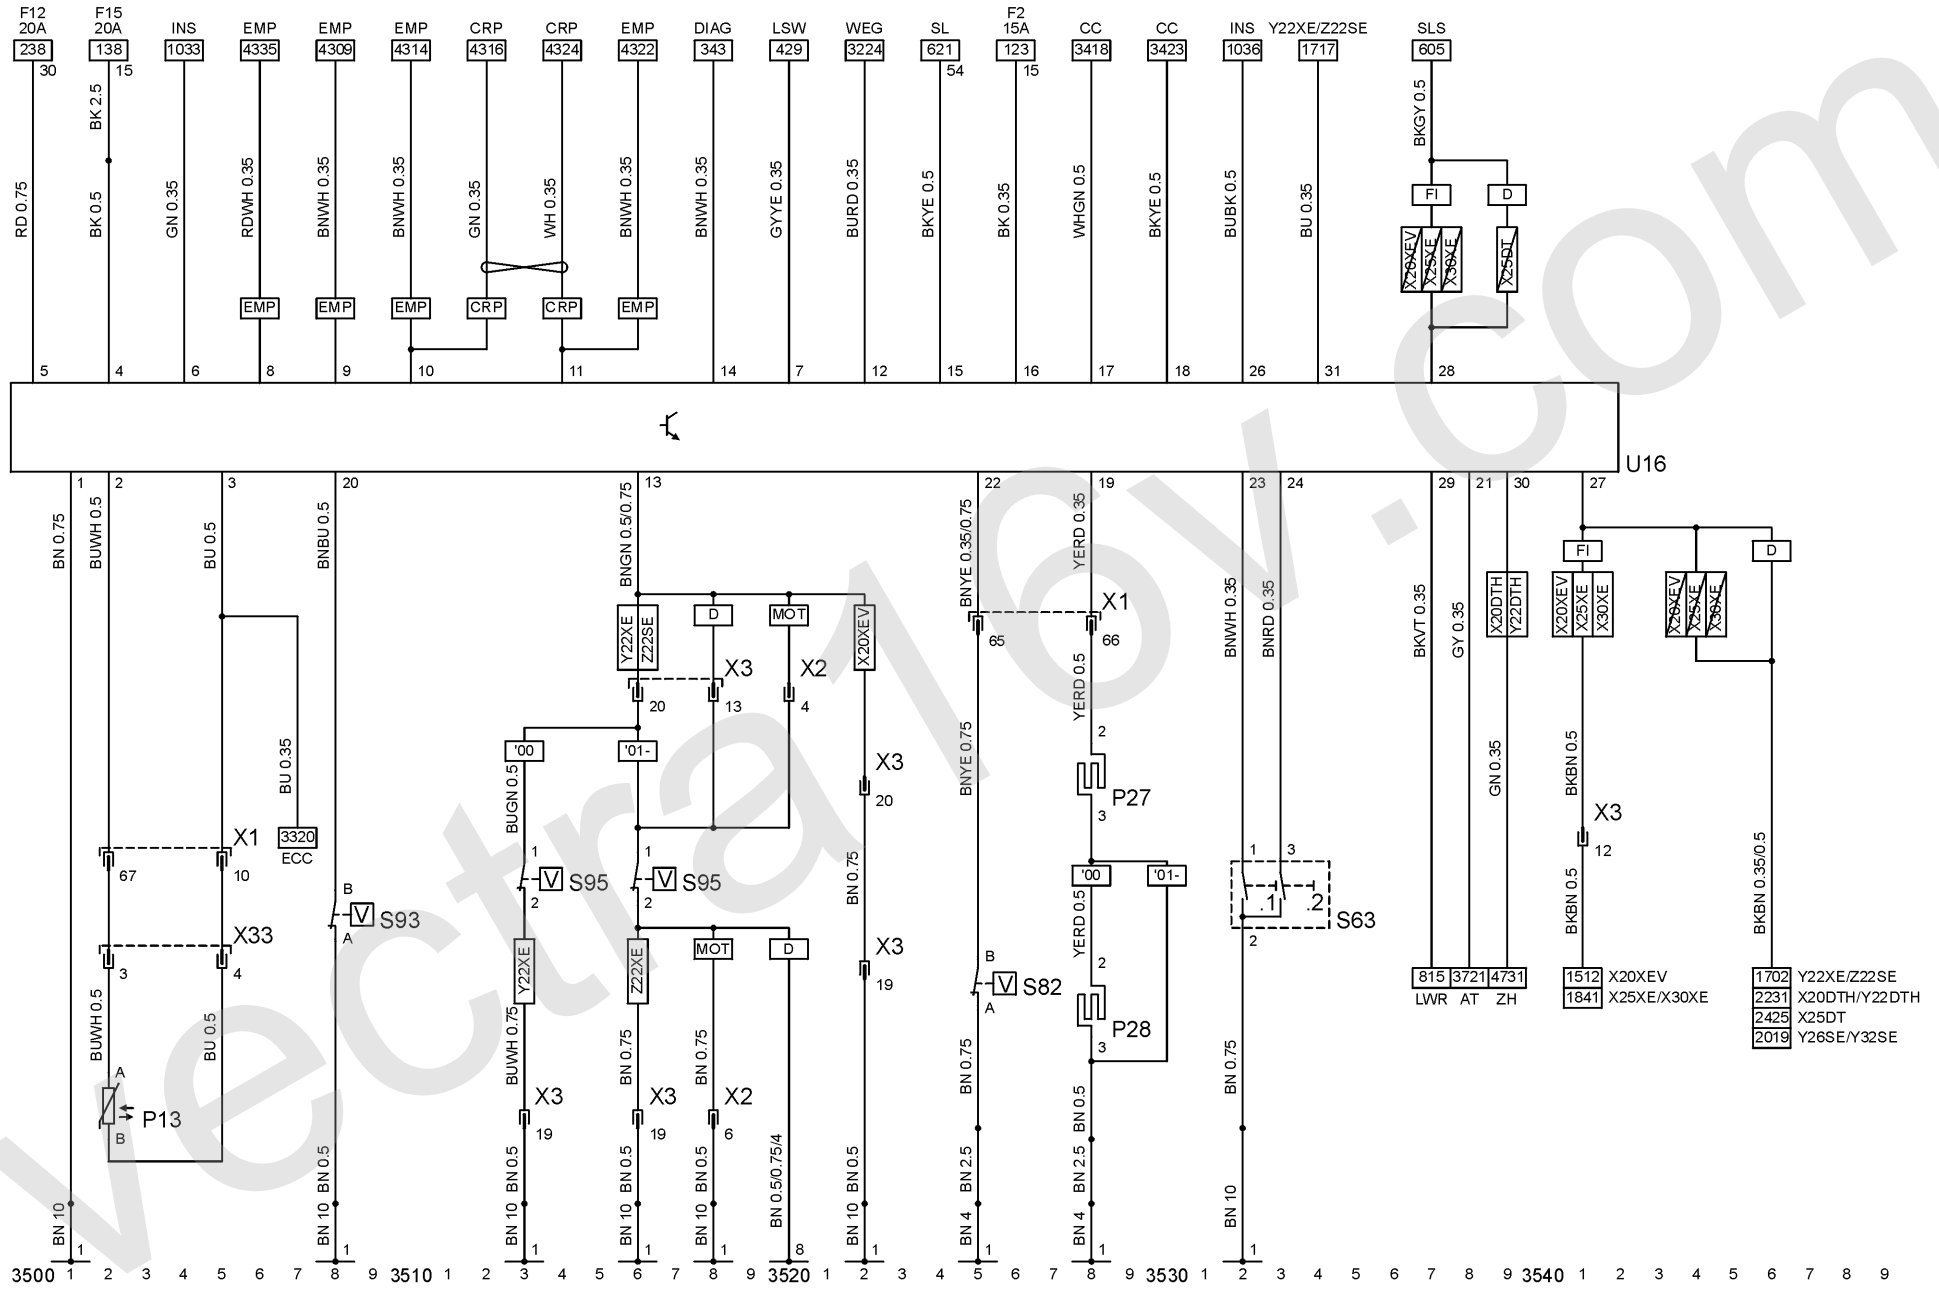 F12 F15 F2
20A 20A INS EMP EMP EMP CRP CRP EMP DIAG LSW WEG SL 15A CC CC INS Y22XE/Z22SE SLS
238 138 1033 4335 4309 4314 4316 4324 4322 343 429 3224 621 123 3418 3423 1036 1717 605
30 15 54 15
BK 2.5
BKGY 0.5
RD 0.75
BK 0.5
GN 0.35
RDWH 0.35
BNWH 0.35
BNWH 0.35
GN 0.35
WH 0.35
BNWH 0.35
BNWH 0.35
GYYE 0.35
BURD 0.35
BKYE 0.5
BK 0.35
WHGN 0.5
BKYE 0.5
BUBK 0.5
BU 0.35
FI D
X20XEV
X25XE
X30XE
X25DT
EMP EMP EMP CRP CRP EMP
5 4 6 8 9 10 11 14 7 12 15 16 17 18 26 31 28
U16
1 2 3 20 13 22 19 23 24 29 21 30 27
BN 0.75
BUWH 0.5
BU 0.5
BNBU 0.5
BNGN 0.5/0.75
BNYE 0.35/0.75
YERD 0.35
BNWH 0.35
BNRD 0.35
BKVT 0.35
GY 0.35
X20DTH
Y22DTH
FI D
X20XEV
X25XE
X30XE
X20XEV
X25XE
X30XE
Y22XE
Z22SE
D MOT
X20XEV
X1
65 66
X3 X2
20 13 4
'00 '01-
BUGN 0.5
BU 0.35
3320
ECC
X1
67 10
X33
3 4
BUWH 0.5
BU 0.5
A
P13
B
B
S93
A
1 1
V S95 V S95
2 2
MOT D
Y22XE
Z22XE
BUWH 0.75
BN 0.75
BN 0.75
X3 X3 X2
19 19 6
X3
20
BN 0.75
X3
19
YERD 0.5
BNYE 0.75
2
P27
3
'00 '01-
YERD 0.5
2
P28
3
B
V S82
A
BN 0.75
BN 0.5
1 3
.1 .2
S63
2
BN 0.75
GN 0.35
BKBN 0.5
X3
12
BKBN 0.5
BKBN 0.35/0.5
815 3721 4731
LWR AT ZH
1512 X20XEV
1841 X25XE/X30XE
1702 Y22XE/Z22SE
2231 X20DTH/Y22DTH
2425 X25DT
2019 Y26SE/Y32SE
BN 0.5
BN 0.5
BN 0.5
BN 0.5
BN 0.5/0.75/4
BN 0.5
BN 2.5
BN 2.5
BN 10
BN 10
BN 10
BN 10
BN 10
BN 10
BN 4
BN 4
BN 10
1 1 1 1 1 8 1 1 1 1
3500 1 2 3 4 5 6 7 8 9 3510 1 2 3 4 5 6 7 8 9 3520 1 2 3 4 5 6 7 8 9 3530 1 2 3 4 5 6 7 8 9 3540 1 2 3 4 5 6 7 8 9
vectra16v.com